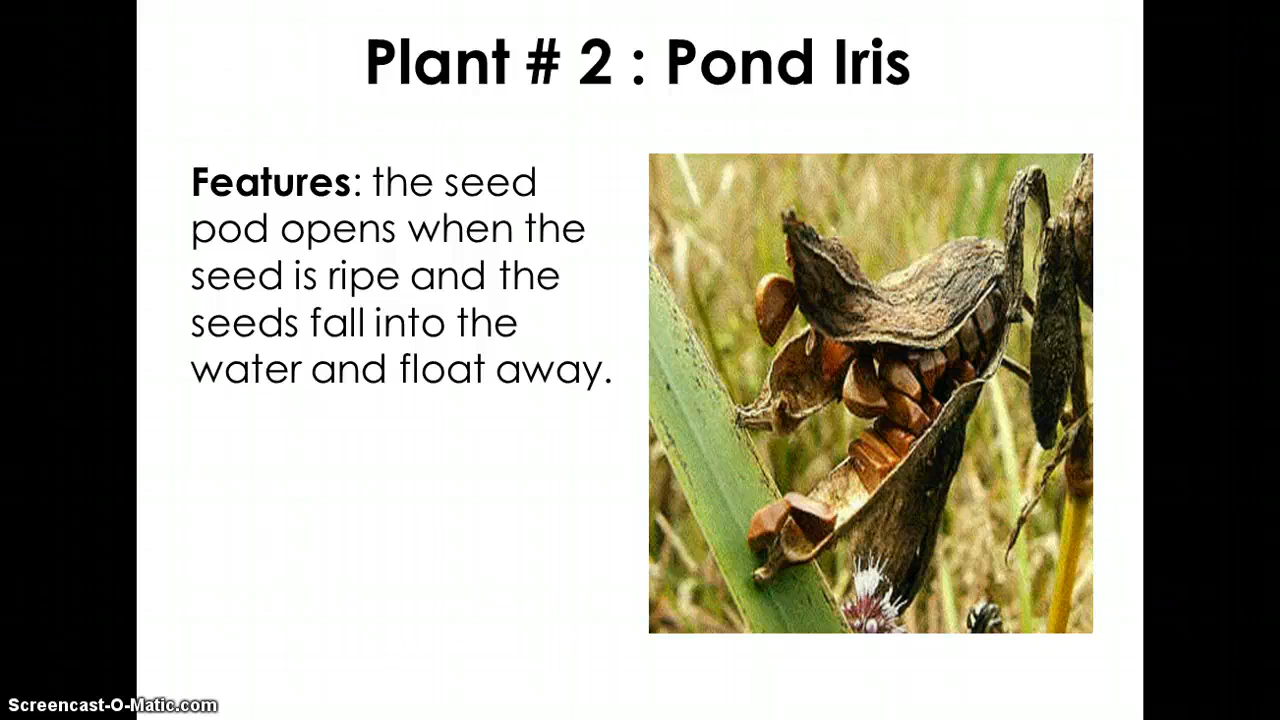 Plant # 2 : Pond Iris
Features: the seed
pod opens when the
seed is ripe and the
seeds fall into the
water and float away.
Screencast-O-Matic.com